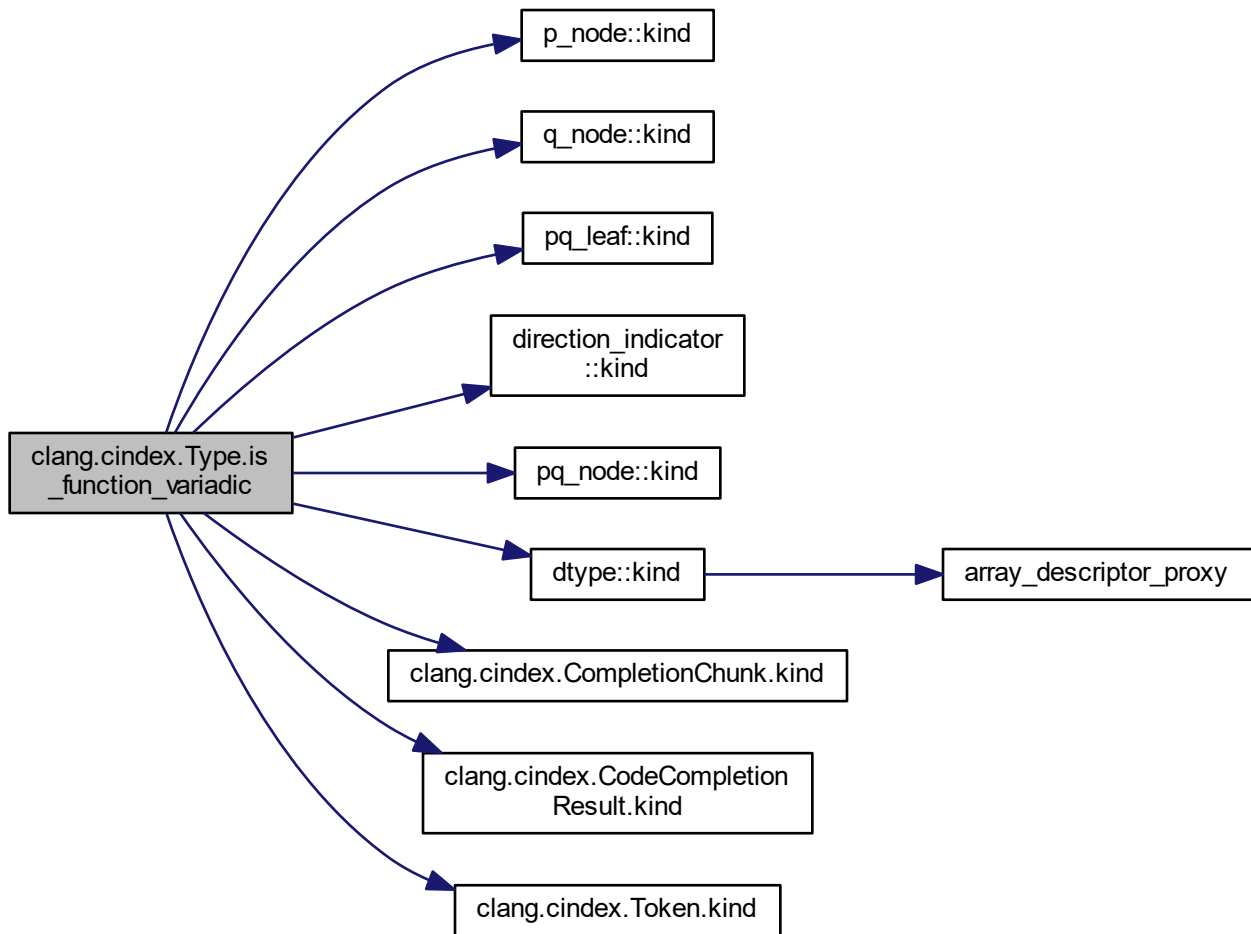 p_node::kind
q_node::kind
pq_leaf::kind
direction_indicator
::kind
clang.cindex.Type.is
_function_variadic
pq_node::kind
dtype::kind
array_descriptor_proxy
clang.cindex.CompletionChunk.kind
clang.cindex.CodeCompletion
Result.kind
clang.cindex.Token.kind